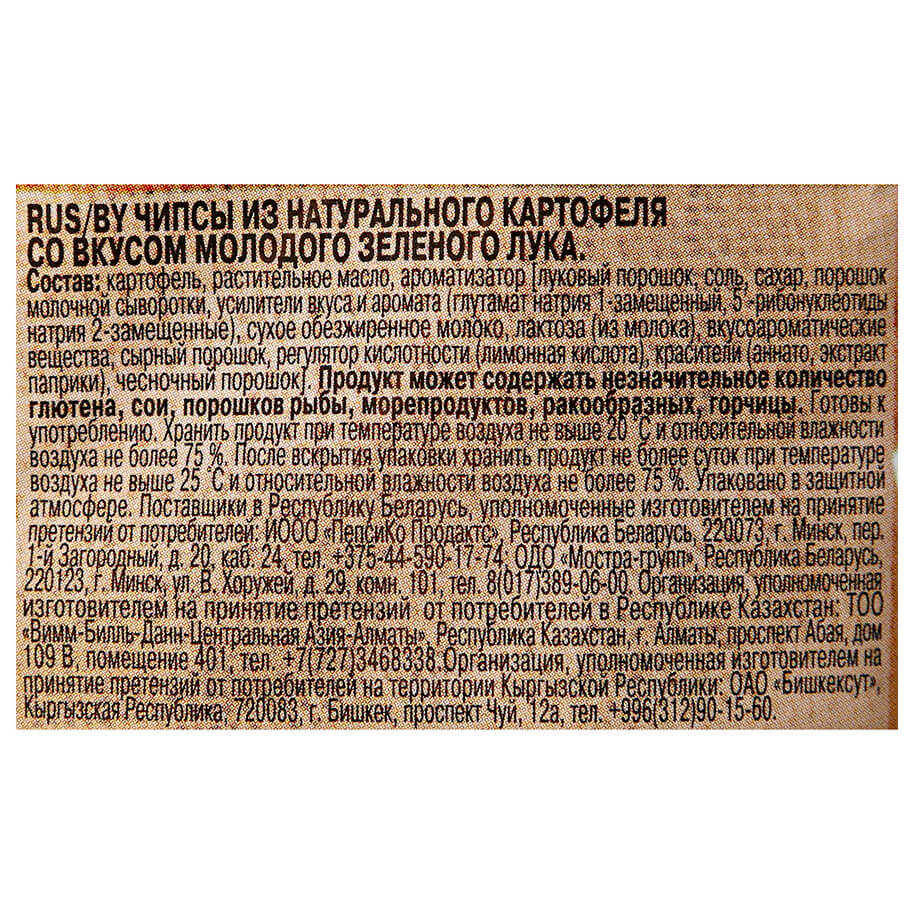 RUS/BY ЧИПСЫ ИЗ НАТУРАЛЬНОГО КАРТОФЕЛЯ
СО ВКУСОМ МОЛОДОГО ЗЕЛЕНОГО ЛУКА.
Состав: картофель, растительное масло, ароматизатор [луковый порошок, соль, сахар, порошок
молочной сыворотки, усилители вкуса и аромата (глутамат натрия 1-замещенный, 5'-рибонуклеотиды
натрия 2-замещенные), сухое обезжиренное молоко, лактоза (из молока), вкусоароматические
вещества, сырный порошок, регулятор кислотности (лимонная кислота), красители (аннато, экстракт
паприки), чесночный порошок]. Продукт может содержать незначительное количество
глютена, сои, порошков рыбы, морепродуктов, ракообразных, горчицы. Готовы к
употреблению. Хранить продукт при температуре воздуха не выше 20 °С и относительной влажности
воздуха не более 75 %. После вскрытия упаковки хранить продукт не более суток при температуре
воздуха не выше 25 °С и относительной влажности воздуха не более 75 %. Упаковано в защитной
атмосфере. Поставщики в Республику Беларусь, уполномоченные изготовителем на принятие
претензий от потребителей: ИООО «ПепсиКо Продактс», Республика Беларусь, 220073, г. Минск, пер.
1-й Загородный, д. 20, каб. 24, тел. +375-44-590-17-74, ОДО «Мостра-групп», Республика Беларусь,
220123, г. Минск, ул. В. Хоружей, д. 29, комн. 101, тел. 8(017)389-06-00. Организация, уполномоченная
изготовителем на принятие претензий от потребителей в Республике Казахстан: ТОО
«Вимм-Билль-Данн-Центральная Азия-Алматы», Республика Казахстан, г. Алматы, проспект Абая, дом
109 В, помещение 401, тел. +7(727)3468338.Организация, уполномоченная изготовителем на
принятие претензий от потребителей на территории Кыргызской Республики: ОАО «Бишкексут»,
Кыргызская Республика, 720083, г. Бишкек, проспект Чуй, 12а, тел. +996(312)90-15-60.